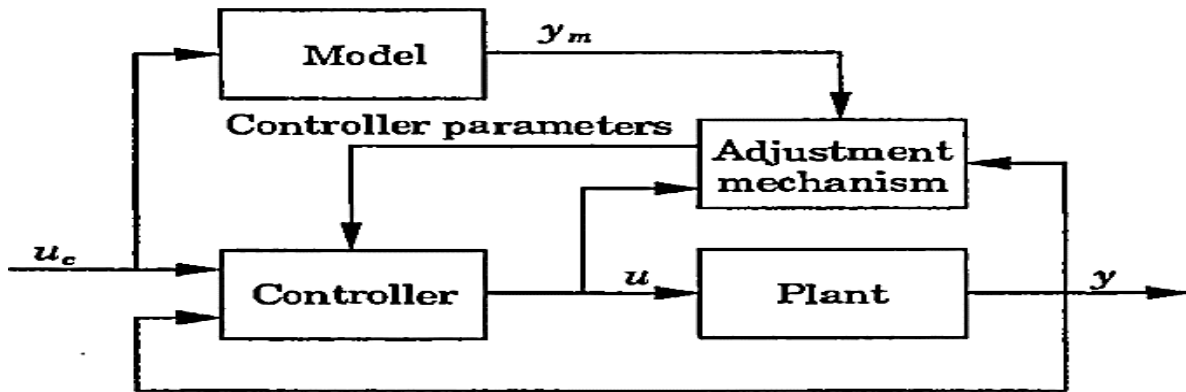 Model
y_m
Controller parameters
Adjustment
mechanism
u_c
Controller
u
Plant
y